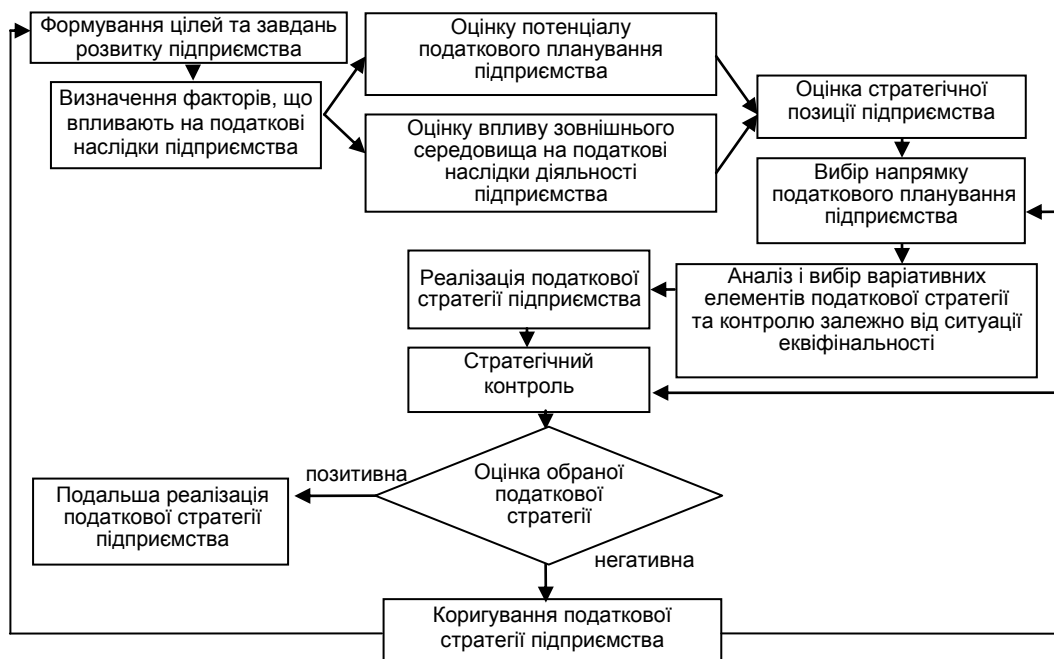 Формування цілей та завдань
розвитку підприємства
Визначення факторів, що
впливають на податкові
наслідки підприємства
Оцінку потенціалу
податкового планування
підприємства
Оцінку впливу зовнішнього
середовища на податкові
наслідки діяльності
підприємства
Оцінка стратегічної
позиції підприємства
Вибір напрямку
податкового планування
підприємства
Аналіз і вибір варіативних
елементів податкової стратегії
та контролю залежно від ситуації
еквіфінальності
Реалізація податкової
стратегії підприємства
Стратегічний
контроль
Оцінка обраної
податкової
стратегії
позитивна
Подальша реалізація
податкової стратегії
підприємства
негативна
Коригування податкової
стратегії підприємства